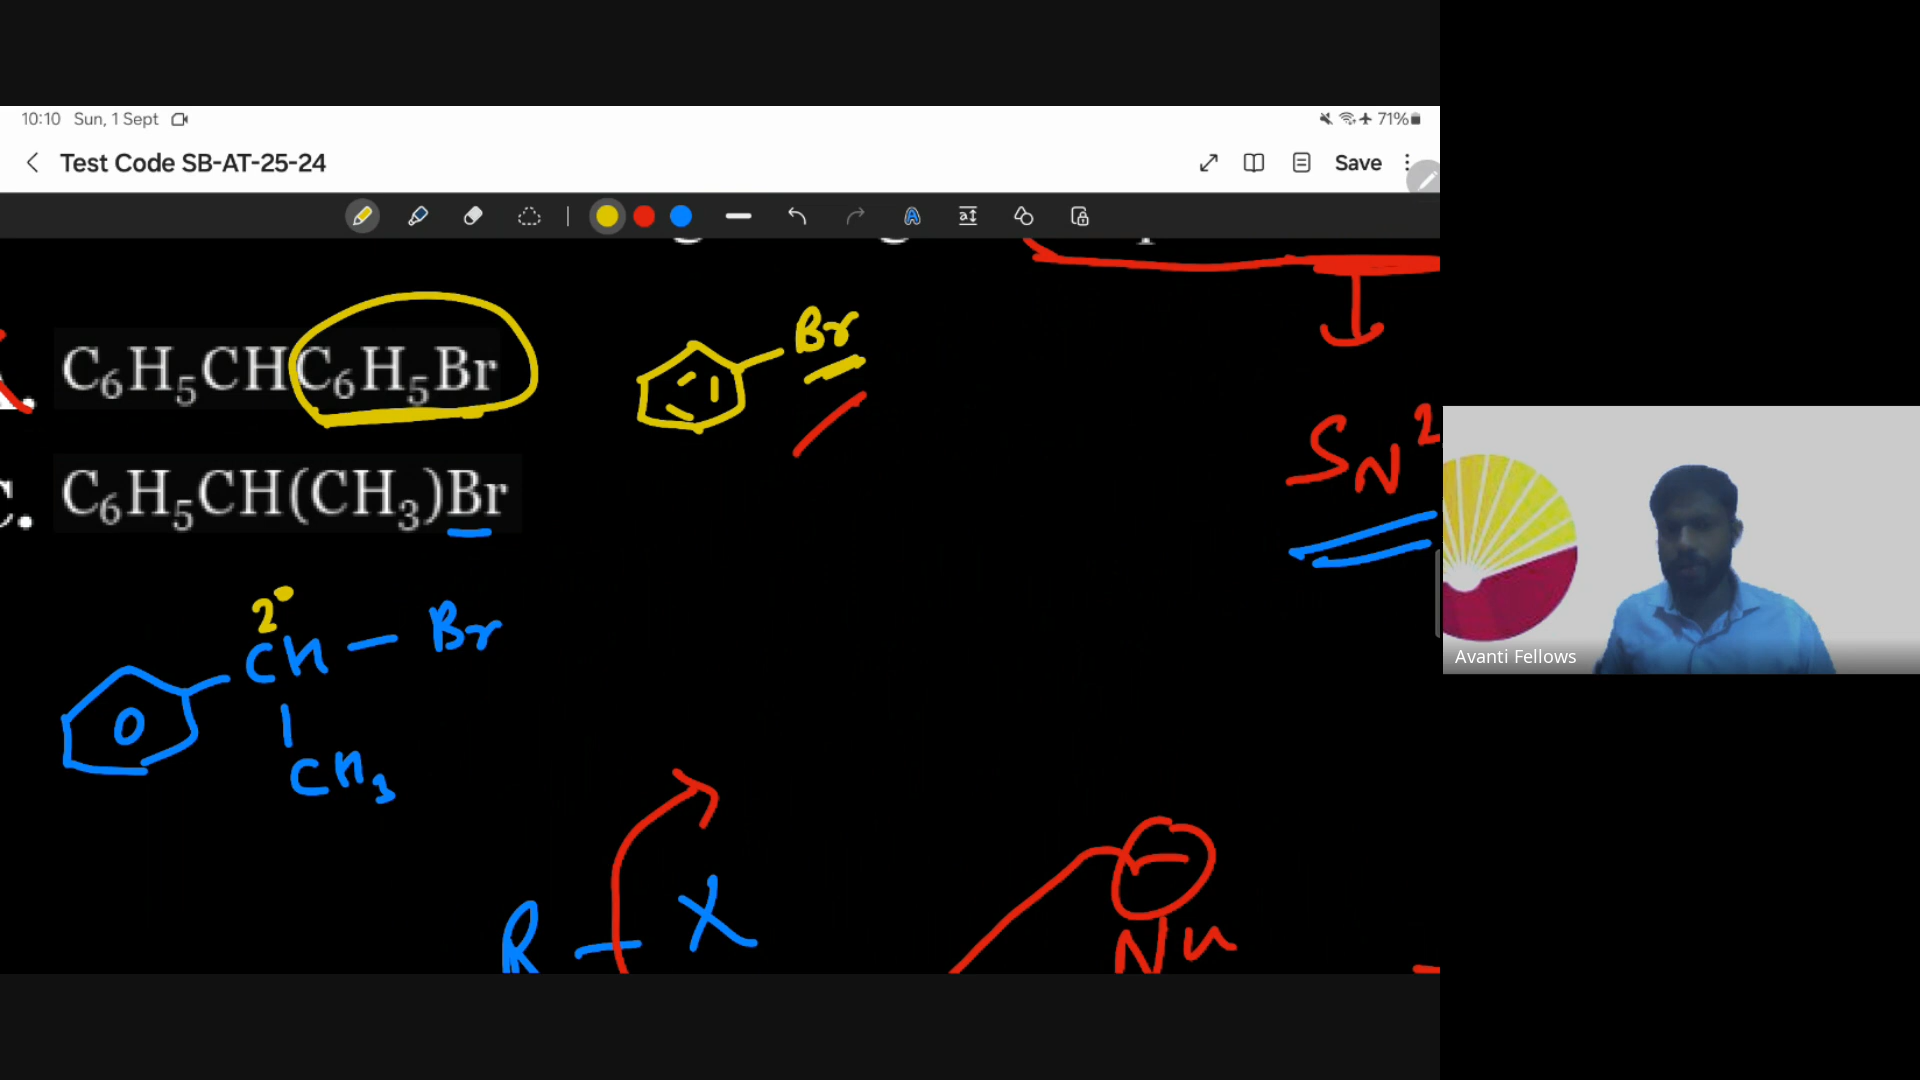 10:10 Sun, 1 Sept
71%
Test Code SB-AT-25-24
Save
C₆H₅CHC₆H₅Br
Br
SN²
C. C₆H₅CH(CH₃)Br
2°
CH — Br
CH₃
R — X
Nu
Avanti Fellows